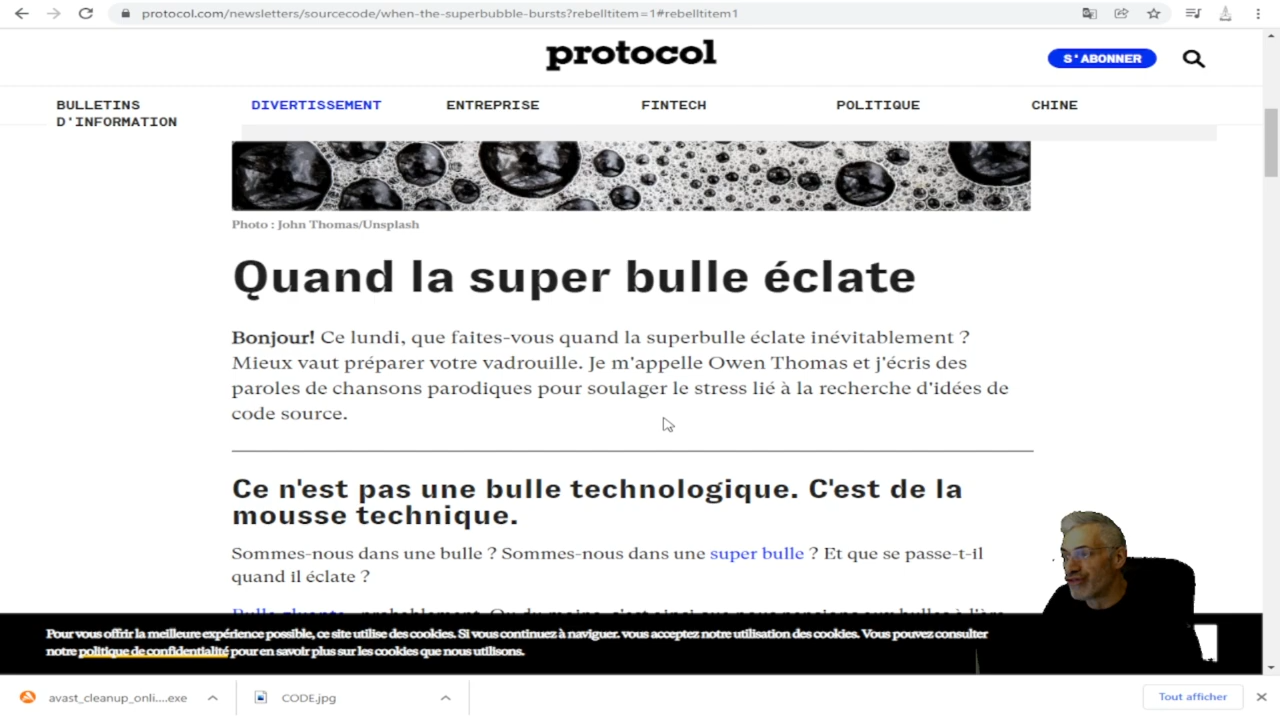 protocol.com/newsletters/sourcecode/when-the-superbubble-bursts?rebelltitem=1#rebelltitem1
protocol
S'ABONNER
BULLETINS
D'INFORMATION
DIVERTISSEMENT
ENTREPRISE
FINTECH
POLITIQUE
CHINE
Photo : John Thomas/Unsplash
Quand la super bulle éclate
Bonjour! Ce lundi, que faites-vous quand la superbulle éclate inévitablement ?
Mieux vaut préparer votre vadrouille. Je m'appelle Owen Thomas et j'écris des
paroles de chansons parodiques pour soulager le stress lié à la recherche d'idées de
code source.
Ce n'est pas une bulle technologique. C'est de la
mousse technique.
Sommes-nous dans une bulle ? Sommes-nous dans une super bulle ? Et que se passe-t-il
quand il éclate ?
Pour vous offrir la meilleure expérience possible, ce site utilise des cookies. Si vous continuez à naviguer. vous acceptez notre utilisation des cookies. Vous pouvez consulter
notre politique de confidentialité pour en savoir plus sur les cookies que nous utilisons.
avast_cleanup_onli....exe
CODE.jpg
Tout afficher